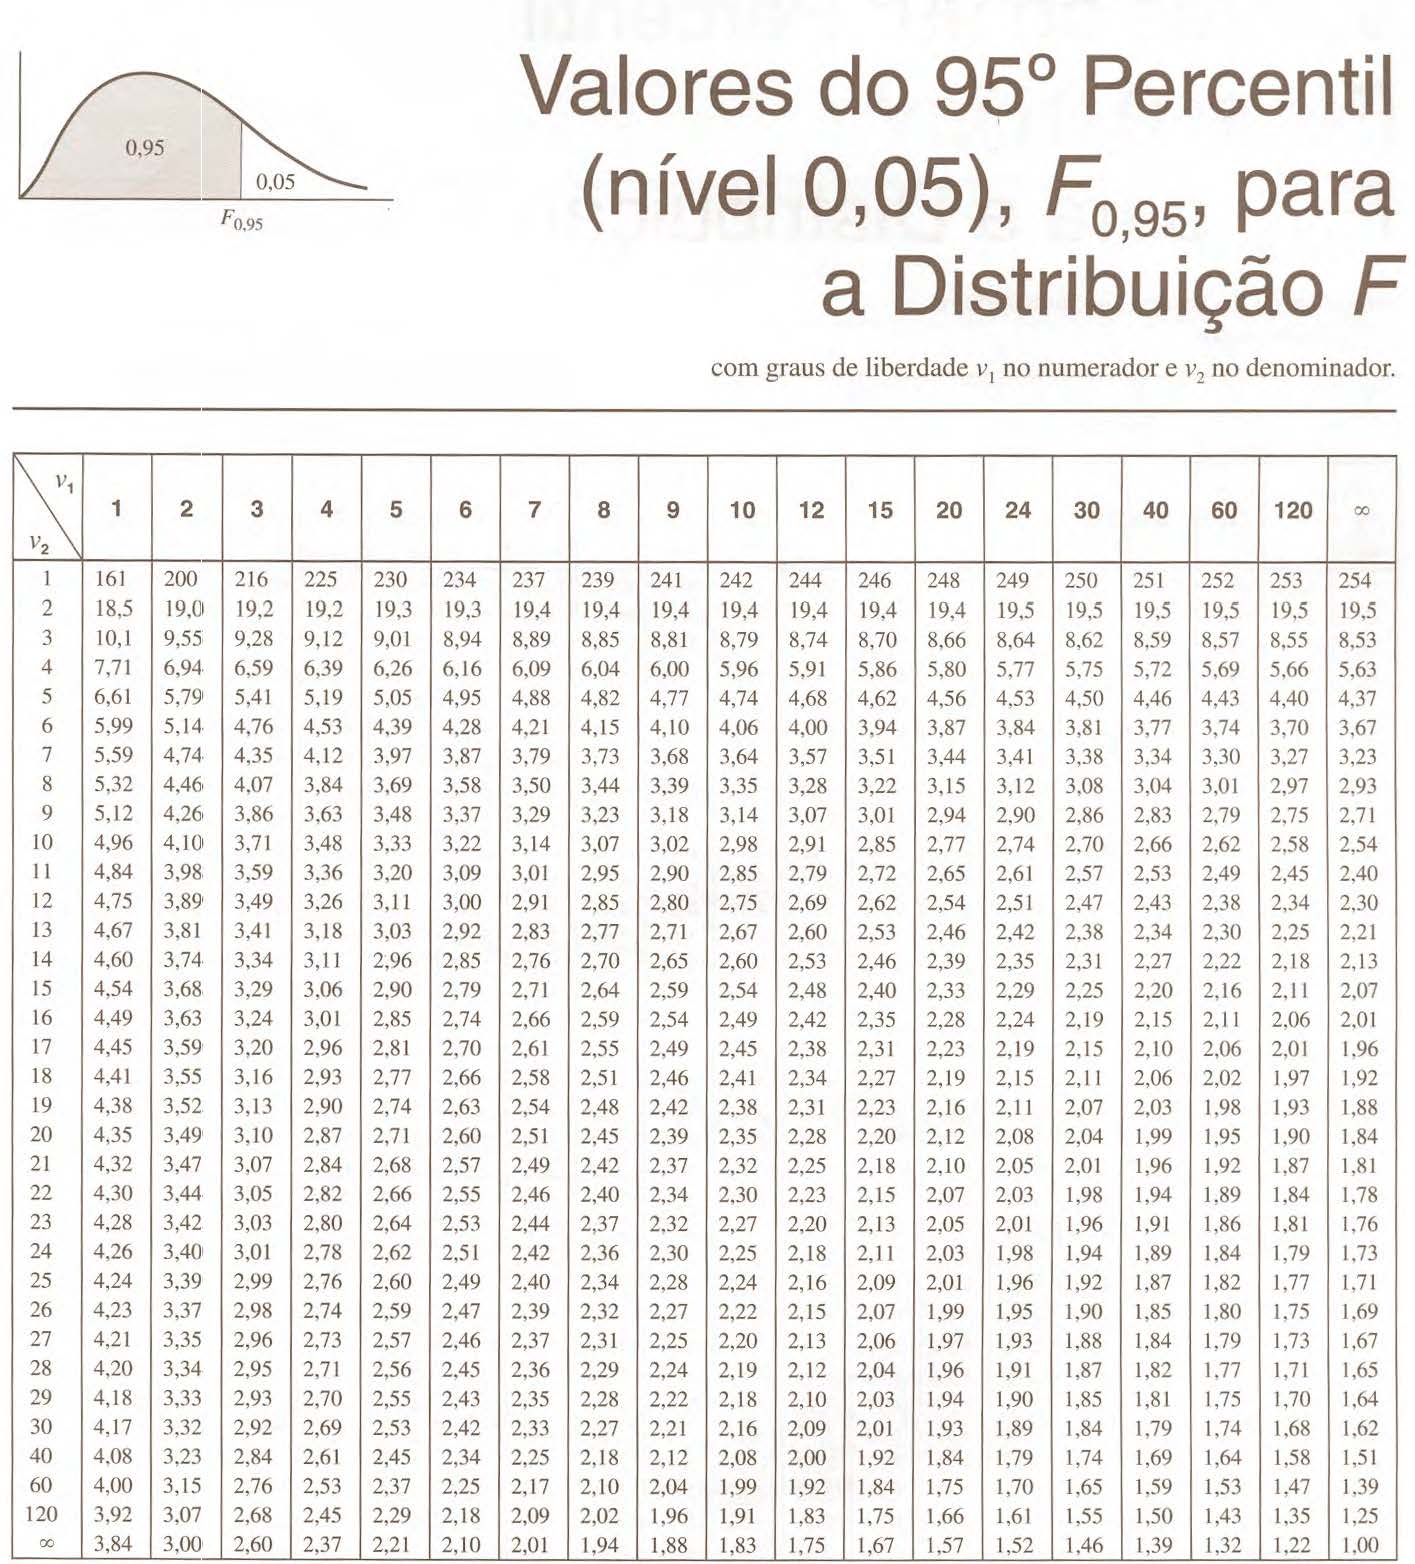 Valores do 95º Percentil
(nível 0,05), F0,95, para
a Distribuição F
0,95
0,05
F0,95
com graus de liberdade v1 no numerador e v2 no denominador.
v1 1 2 3 4 5 6 7 8 9 10 12 15 20 24 30 40 60 120 ∞
v2
1 161 200 216 225 230 234 237 239 241 242 244 246 248 249 250 251 252 253 254
2 18,5 19,0 19,2 19,2 19,3 19,3 19,4 19,4 19,4 19,4 19,4 19,4 19,4 19,5 19,5 19,5 19,5 19,5 19,5
3 10,1 9,55 9,28 9,12 9,01 8,94 8,89 8,85 8,81 8,79 8,74 8,70 8,66 8,64 8,62 8,59 8,57 8,55 8,53
4 7,71 6,94 6,59 6,39 6,26 6,16 6,09 6,04 6,00 5,96 5,91 5,86 5,80 5,77 5,75 5,72 5,69 5,66 5,63
5 6,61 5,79 5,41 5,19 5,05 4,95 4,88 4,82 4,77 4,74 4,68 4,62 4,56 4,53 4,50 4,46 4,43 4,40 4,37
6 5,99 5,14 4,76 4,53 4,39 4,28 4,21 4,15 4,10 4,06 4,00 3,94 3,87 3,84 3,81 3,77 3,74 3,70 3,67
7 5,59 4,74 4,35 4,12 3,97 3,87 3,79 3,73 3,68 3,64 3,57 3,51 3,44 3,41 3,38 3,34 3,30 3,27 3,23
8 5,32 4,46 4,07 3,84 3,69 3,58 3,50 3,44 3,39 3,35 3,28 3,22 3,15 3,12 3,08 3,04 3,01 2,97 2,93
9 5,12 4,26 3,86 3,63 3,48 3,37 3,29 3,23 3,18 3,14 3,07 3,01 2,94 2,90 2,86 2,83 2,79 2,75 2,71
10 4,96 4,10 3,71 3,48 3,33 3,22 3,14 3,07 3,02 2,98 2,91 2,85 2,77 2,74 2,70 2,66 2,62 2,58 2,54
11 4,84 3,98 3,59 3,36 3,20 3,09 3,01 2,95 2,90 2,85 2,79 2,72 2,65 2,61 2,57 2,53 2,49 2,45 2,40
12 4,75 3,89 3,49 3,26 3,11 3,00 2,91 2,85 2,80 2,75 2,69 2,62 2,54 2,51 2,47 2,43 2,38 2,34 2,30
13 4,67 3,81 3,41 3,18 3,03 2,92 2,83 2,77 2,71 2,67 2,60 2,53 2,46 2,42 2,38 2,34 2,30 2,25 2,21
14 4,60 3,74 3,34 3,11 2,96 2,85 2,76 2,70 2,65 2,60 2,53 2,46 2,39 2,35 2,31 2,27 2,22 2,18 2,13
15 4,54 3,68 3,29 3,06 2,90 2,79 2,71 2,64 2,59 2,54 2,48 2,40 2,33 2,29 2,25 2,20 2,16 2,11 2,07
16 4,49 3,63 3,24 3,01 2,85 2,74 2,66 2,59 2,54 2,49 2,42 2,35 2,28 2,24 2,19 2,15 2,11 2,06 2,01
17 4,45 3,59 3,20 2,96 2,81 2,70 2,61 2,55 2,49 2,45 2,38 2,31 2,23 2,19 2,15 2,10 2,06 2,01 1,96
18 4,41 3,55 3,16 2,93 2,77 2,66 2,58 2,51 2,46 2,41 2,34 2,27 2,19 2,15 2,11 2,06 2,02 1,97 1,92
19 4,38 3,52 3,13 2,90 2,74 2,63 2,54 2,48 2,42 2,38 2,31 2,23 2,16 2,11 2,07 2,03 1,98 1,93 1,88
20 4,35 3,49 3,10 2,87 2,71 2,60 2,51 2,45 2,39 2,35 2,28 2,20 2,12 2,08 2,04 1,99 1,95 1,90 1,84
21 4,32 3,47 3,07 2,84 2,68 2,57 2,49 2,42 2,37 2,32 2,25 2,18 2,10 2,05 2,01 1,96 1,92 1,87 1,81
22 4,30 3,44 3,05 2,82 2,66 2,55 2,46 2,40 2,34 2,30 2,23 2,15 2,07 2,03 1,98 1,94 1,89 1,84 1,78
23 4,28 3,42 3,03 2,80 2,64 2,53 2,44 2,37 2,32 2,27 2,20 2,13 2,05 2,01 1,96 1,91 1,86 1,81 1,76
24 4,26 3,40 3,01 2,78 2,62 2,51 2,42 2,36 2,30 2,25 2,18 2,11 2,03 1,98 1,94 1,89 1,84 1,79 1,73
25 4,24 3,39 2,99 2,76 2,60 2,49 2,40 2,34 2,28 2,24 2,16 2,09 2,01 1,96 1,92 1,87 1,82 1,77 1,71
26 4,23 3,37 2,98 2,74 2,59 2,47 2,39 2,32 2,27 2,22 2,15 2,07 1,99 1,95 1,90 1,85 1,80 1,75 1,69
27 4,21 3,35 2,96 2,73 2,57 2,46 2,37 2,31 2,25 2,20 2,13 2,06 1,97 1,93 1,88 1,84 1,79 1,73 1,67
28 4,20 3,34 2,95 2,71 2,56 2,45 2,36 2,29 2,24 2,19 2,12 2,04 1,96 1,91 1,87 1,82 1,77 1,71 1,65
29 4,18 3,33 2,93 2,70 2,55 2,43 2,35 2,28 2,22 2,18 2,10 2,03 1,94 1,90 1,85 1,81 1,75 1,70 1,64
30 4,17 3,32 2,92 2,69 2,53 2,42 2,33 2,27 2,21 2,16 2,09 2,01 1,93 1,89 1,84 1,79 1,74 1,68 1,62
40 4,08 3,23 2,84 2,61 2,45 2,34 2,25 2,18 2,12 2,08 2,00 1,92 1,84 1,79 1,74 1,69 1,64 1,58 1,51
60 4,00 3,15 2,76 2,53 2,37 2,25 2,17 2,10 2,04 1,99 1,92 1,84 1,75 1,70 1,65 1,59 1,53 1,47 1,39
120 3,92 3,07 2,68 2,45 2,29 2,18 2,09 2,02 1,96 1,91 1,83 1,75 1,66 1,61 1,55 1,50 1,43 1,35 1,25
∞ 3,84 3,00 2,60 2,37 2,21 2,10 2,01 1,94 1,88 1,83 1,75 1,67 1,57 1,52 1,46 1,39 1,32 1,22 1,00